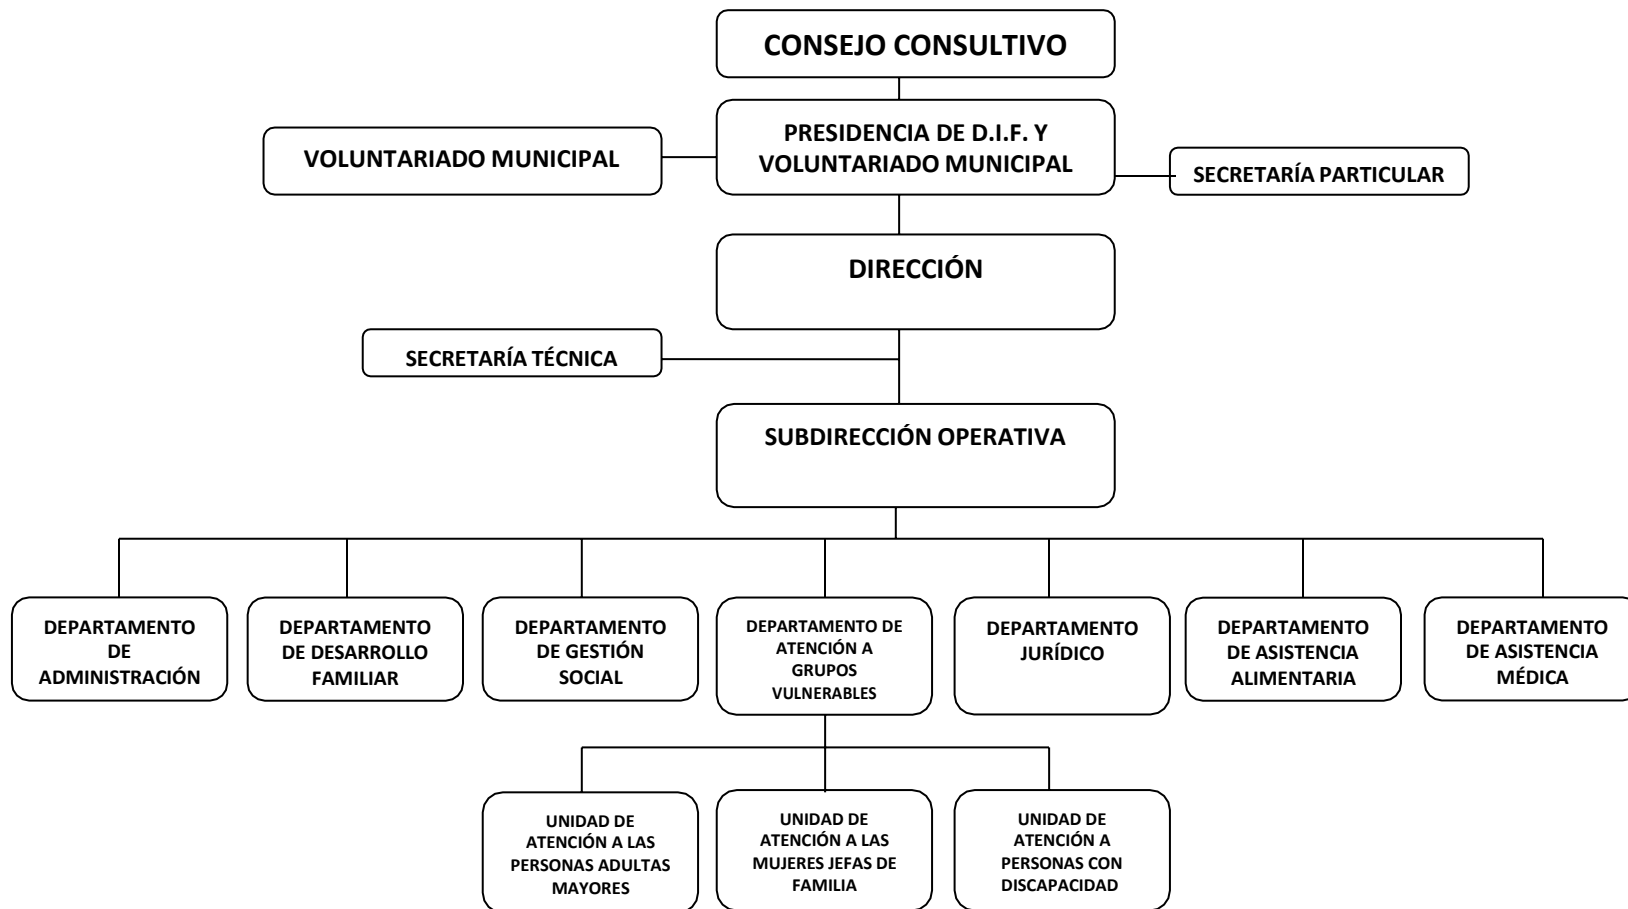 CONSEJO CONSULTIVO
PRESIDENCIA DE D.I.F. Y
VOLUNTARIADO MUNICIPAL
VOLUNTARIADO MUNICIPAL
SECRETARÍA PARTICULAR
DIRECCIÓN
SECRETARÍA TÉCNICA
SUBDIRECCIÓN OPERATIVA
DEPARTAMENTO
DE
ADMINISTRACIÓN
DEPARTAMENTO
DE DESARROLLO
FAMILIAR
DEPARTAMENTO
DE GESTIÓN
SOCIAL
DEPARTAMENTO DE
ATENCIÓN A
GRUPOS
VULNERABLES
DEPARTAMENTO
JURÍDICO
DEPARTAMENTO
DE ASISTENCIA
ALIMENTARIA
DEPARTAMENTO
DE ASISTENCIA
MÉDICA
UNIDAD DE
ATENCIÓN A LAS
PERSONAS ADULTAS
MAYORES
UNIDAD DE
ATENCIÓN A LAS
MUJERES JEFAS DE
FAMILIA
UNIDAD DE
ATENCIÓN A
PERSONAS CON
DISCAPACIDAD